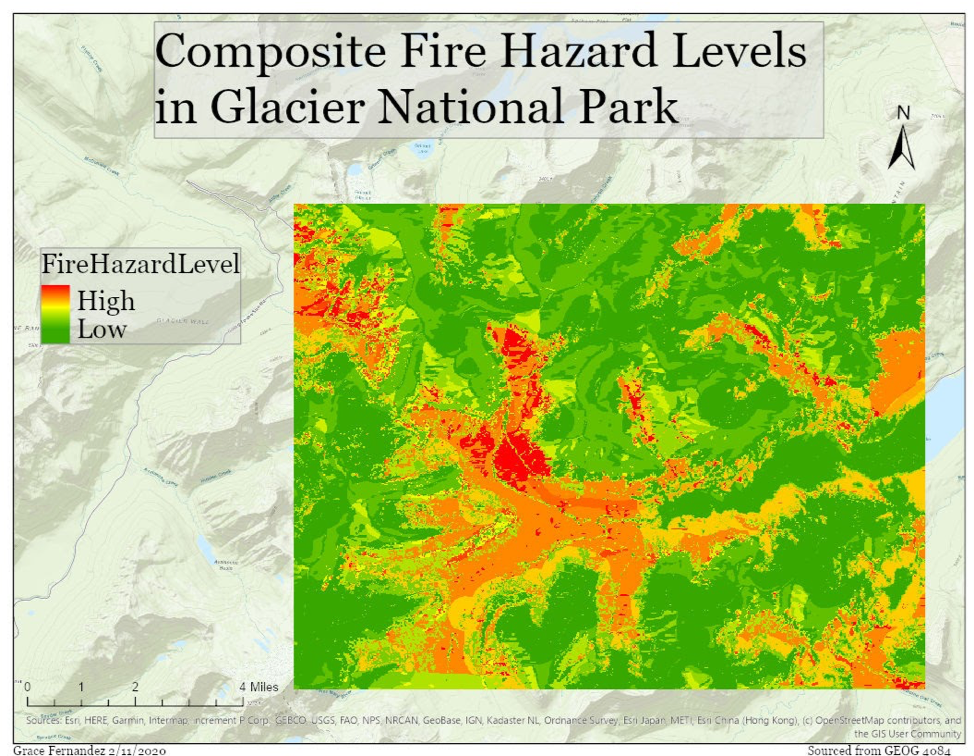 Composite Fire Hazard Levels
in Glacier National Park
N
FireHazardLevel
High
Low
GLACIER WALL
0 1 2 4 Miles
Sources: Esri, HERE, Garmin, Intermap, increment P Corp., GEBCO, USGS, FAO, NPS, NRCAN, GeoBase, IGN, Kadaster NL, Ordnance Survey, Esri Japan, METI, Esri China (Hong Kong), (c) OpenStreetMap contributors, and
the GIS User Community
Grace Fernandez 2/11/2020
Sourced from GEOG 4084